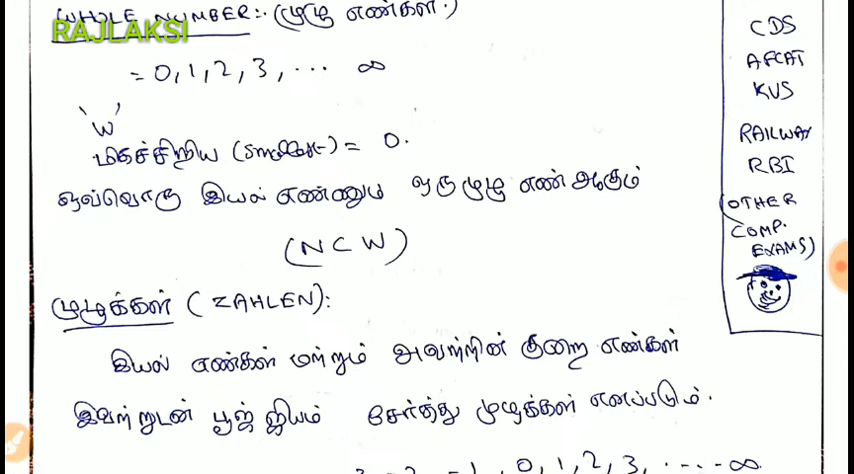 WHOLE NUMBER:. (முழு எண்கள்.)
RAJLAKSI
= 0, 1, 2, 3, ... ∞
'W'
மிகச்சிறிய (smallest) = 0.
ஒவ்வொரு இயல் எண்ணும் ஒரு முழு எண் ஆகும்
(N ⊂ W)
முழுக்கள் (ZAHLEN):
இயல் எண்கள் மற்றும் அவற்றின் குறை எண்கள்
இவற்றுடன் பூஜ்ஜியம் சேர்த்து முழுக்கள் எனப்படும்.
0, 1, 2, 3, ... -∞
CDS
AFCAT
KVS
RAILWAY
RBI
(OTHER
COMP.
EXAMS)